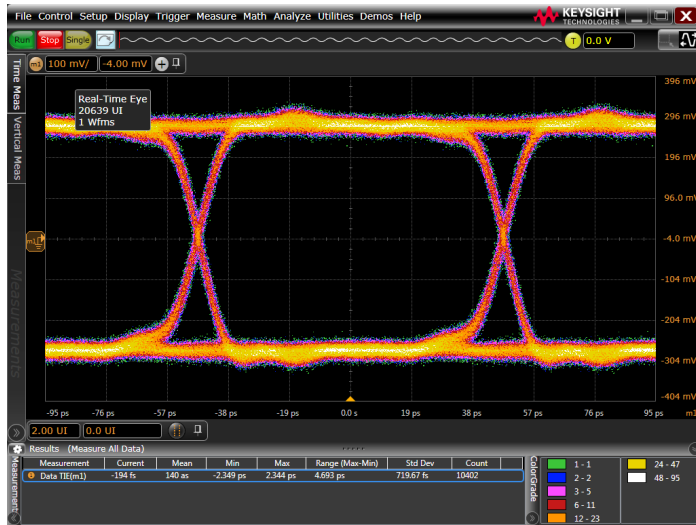 File Control Setup Display Trigger Measure Math Analyze Utilities Demos Help
KEYSIGHT
TECHNOLOGIES
Run Stop Single
T 0.0 V
m1 100 mV/ -4.00 mV
Time Meas
Vertical Meas
Measurements
Real-Time Eye
20639 UI
1 Wfms
396 mV
296 mV
196 mV
96.0 mV
-4.0 mV
-104 mV
-204 mV
-304 mV
-404 mV
-95 ps -76 ps -57 ps -38 ps -19 ps 0.0 s 19 ps 38 ps 57 ps 76 ps 95 ps m1
2.00 UI 0.0 UI
Results (Measure All Data)
Measurement Current Mean Min Max Range (Max-Min) Std Dev Count
Data TIE(m1) -194 fs 140 as -2.349 ps 2.344 ps 4.693 ps 719.67 fs 10402
Measurements
ColorGrade
1 - 1
2 - 2
3 - 5
6 - 11
12 - 23
24 - 47
48 - 95